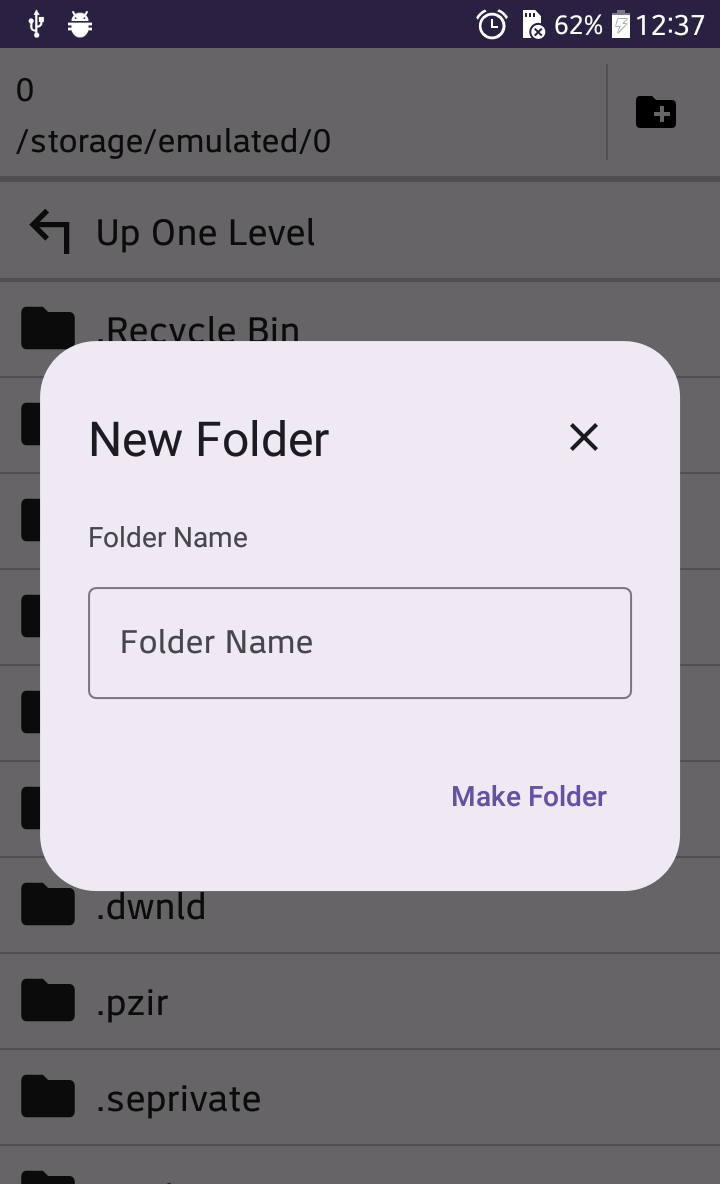 62% 12:37
0
/storage/emulated/0
Up One Level
.Recycle Bin
New Folder
Folder Name
Folder Name
Make Folder
.dwnld
.pzir
.seprivate